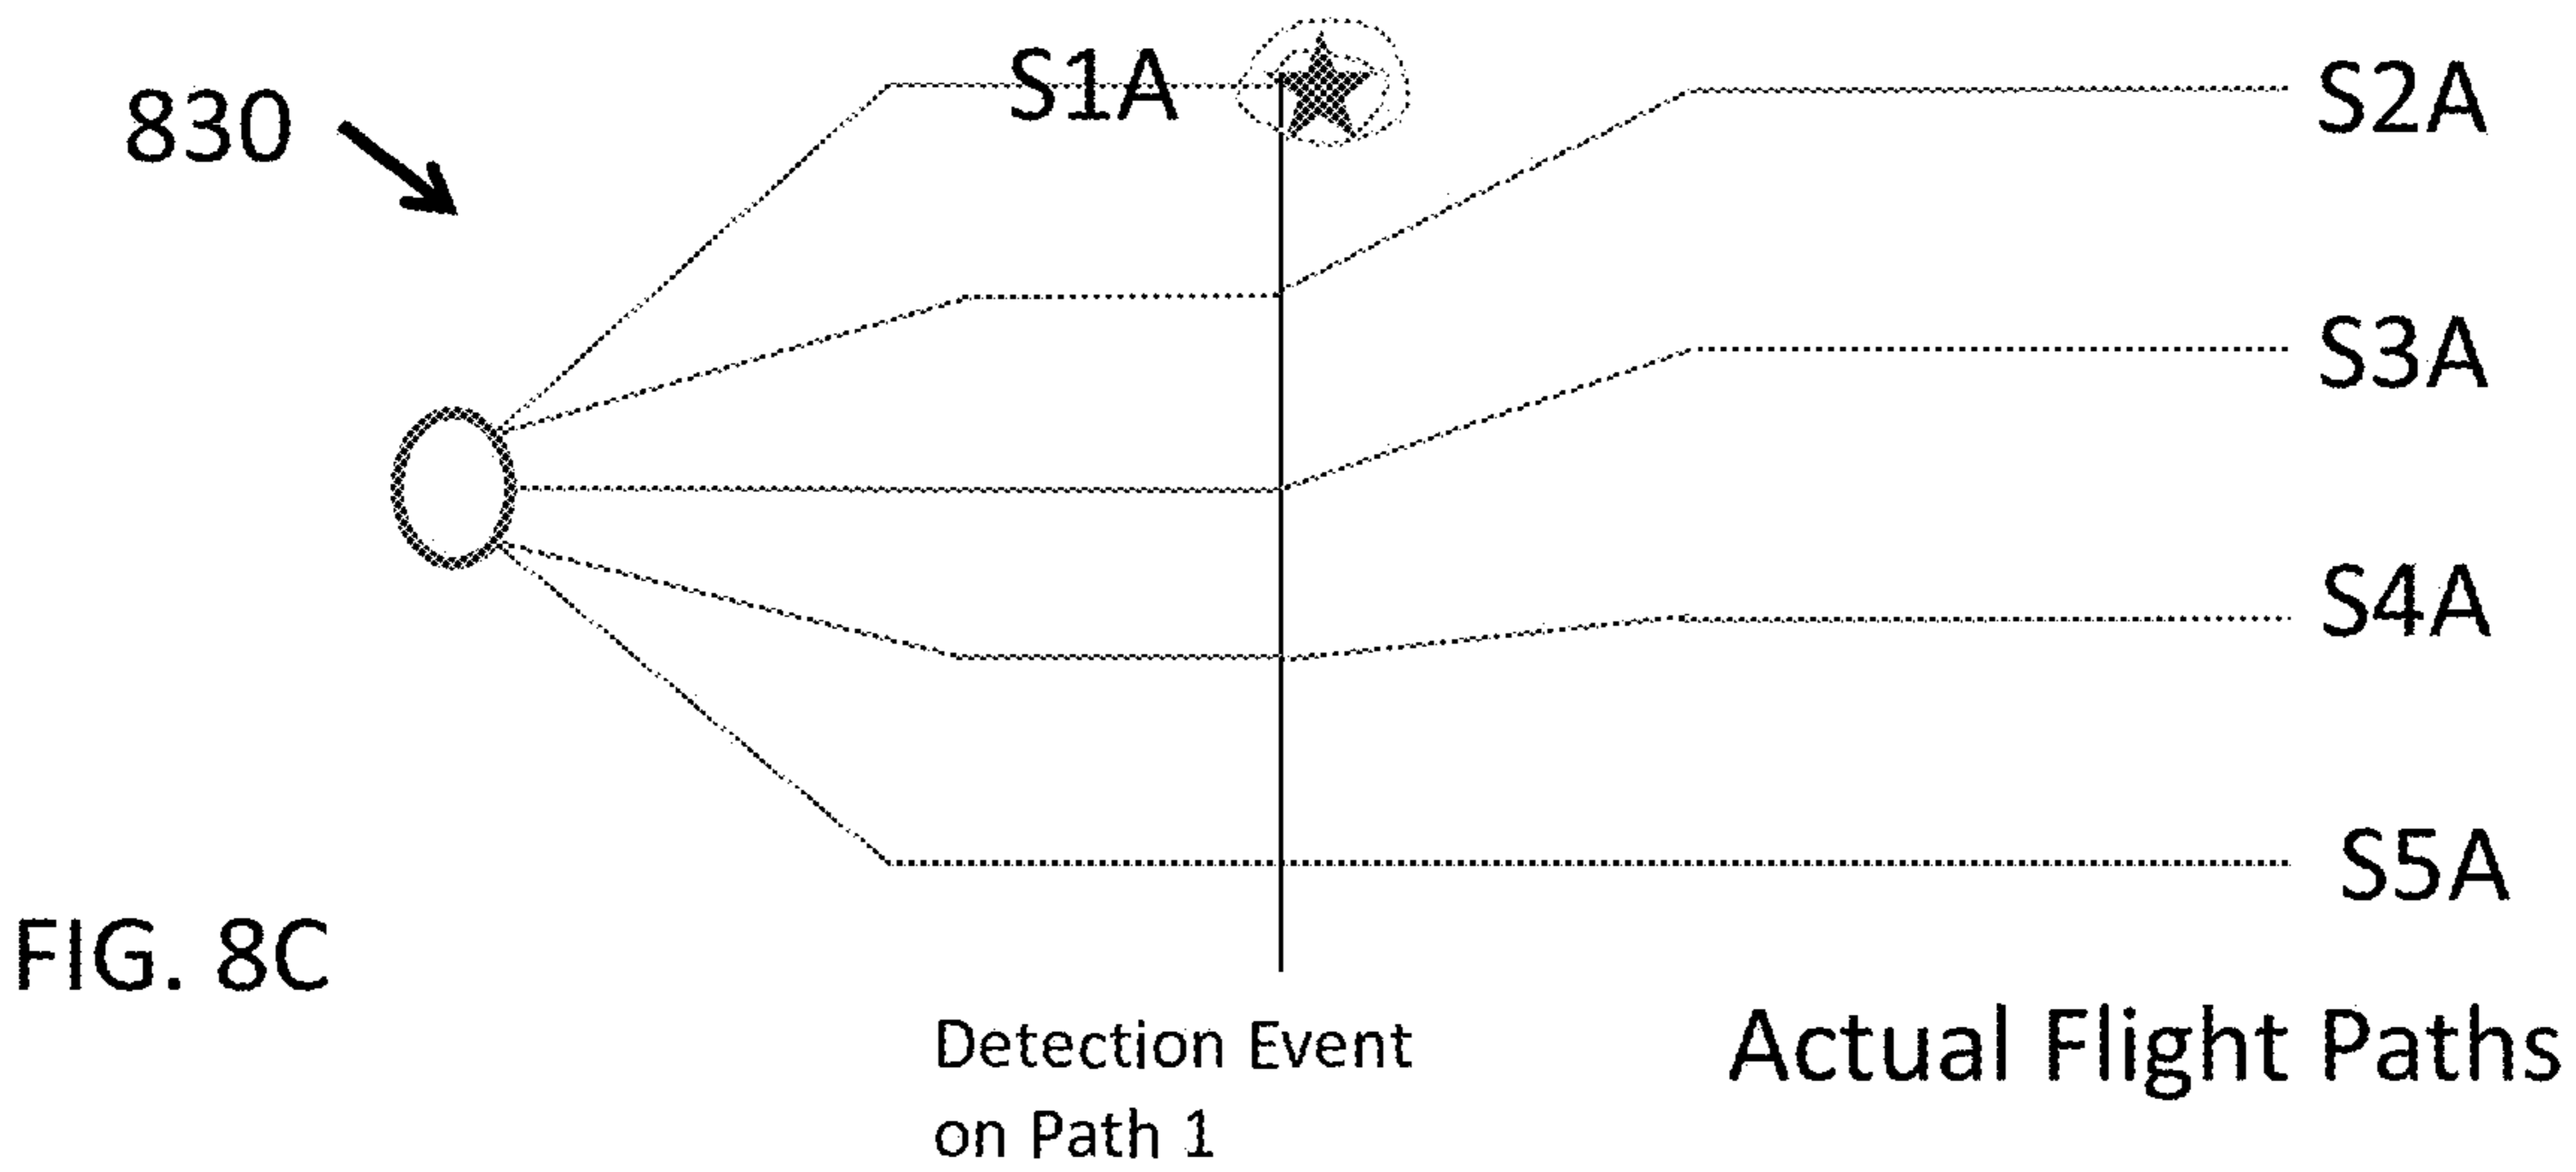 830
S1A
S2A
S3A
S4A
S5A
FIG. 8C
Detection Event
on Path 1
Actual Flight Paths